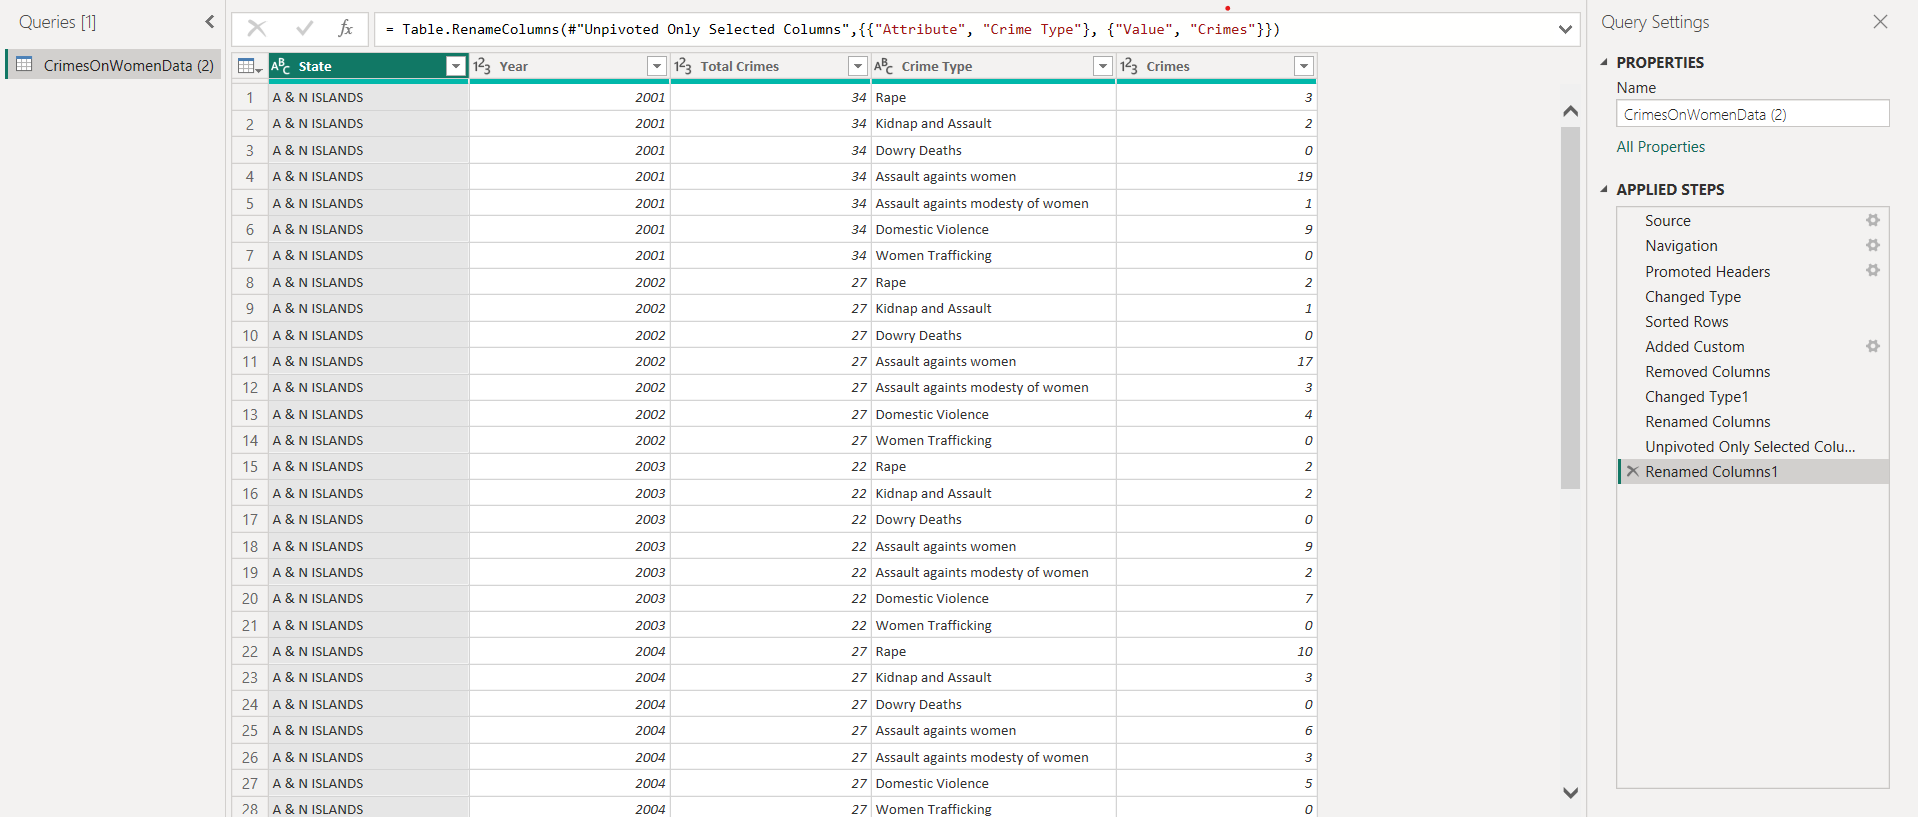 Queries [1]
CrimesOnWomenData (2)
fx
= Table.RenameColumns(#"Unpivoted Only Selected Columns",{{"Attribute", "Crime Type"}, {"Value", "Crimes"}})
ABC State 123 Year 123 Total Crimes ABC Crime Type 123 Crimes
1 A & N ISLANDS 2001 34 Rape 3
2 A & N ISLANDS 2001 34 Kidnap and Assault 2
3 A & N ISLANDS 2001 34 Dowry Deaths 0
4 A & N ISLANDS 2001 34 Assault againts women 19
5 A & N ISLANDS 2001 34 Assault againts modesty of women 1
6 A & N ISLANDS 2001 34 Domestic Violence 9
7 A & N ISLANDS 2001 34 Women Trafficking 0
8 A & N ISLANDS 2002 27 Rape 2
9 A & N ISLANDS 2002 27 Kidnap and Assault 1
10 A & N ISLANDS 2002 27 Dowry Deaths 0
11 A & N ISLANDS 2002 27 Assault againts women 17
12 A & N ISLANDS 2002 27 Assault againts modesty of women 3
13 A & N ISLANDS 2002 27 Domestic Violence 4
14 A & N ISLANDS 2002 27 Women Trafficking 0
15 A & N ISLANDS 2003 22 Rape 2
16 A & N ISLANDS 2003 22 Kidnap and Assault 2
17 A & N ISLANDS 2003 22 Dowry Deaths 0
18 A & N ISLANDS 2003 22 Assault againts women 9
19 A & N ISLANDS 2003 22 Assault againts modesty of women 2
20 A & N ISLANDS 2003 22 Domestic Violence 7
21 A & N ISLANDS 2003 22 Women Trafficking 0
22 A & N ISLANDS 2004 27 Rape 10
23 A & N ISLANDS 2004 27 Kidnap and Assault 3
24 A & N ISLANDS 2004 27 Dowry Deaths 0
25 A & N ISLANDS 2004 27 Assault againts women 6
26 A & N ISLANDS 2004 27 Assault againts modesty of women 3
27 A & N ISLANDS 2004 27 Domestic Violence 5
28 A & N ISLANDS 2004 27 Women Trafficking 0
Query Settings
PROPERTIES
Name
CrimesOnWomenData (2)
All Properties
APPLIED STEPS
Source
Navigation
Promoted Headers
Changed Type
Sorted Rows
Added Custom
Removed Columns
Changed Type1
Renamed Columns
Unpivoted Only Selected Colu...
Renamed Columns1